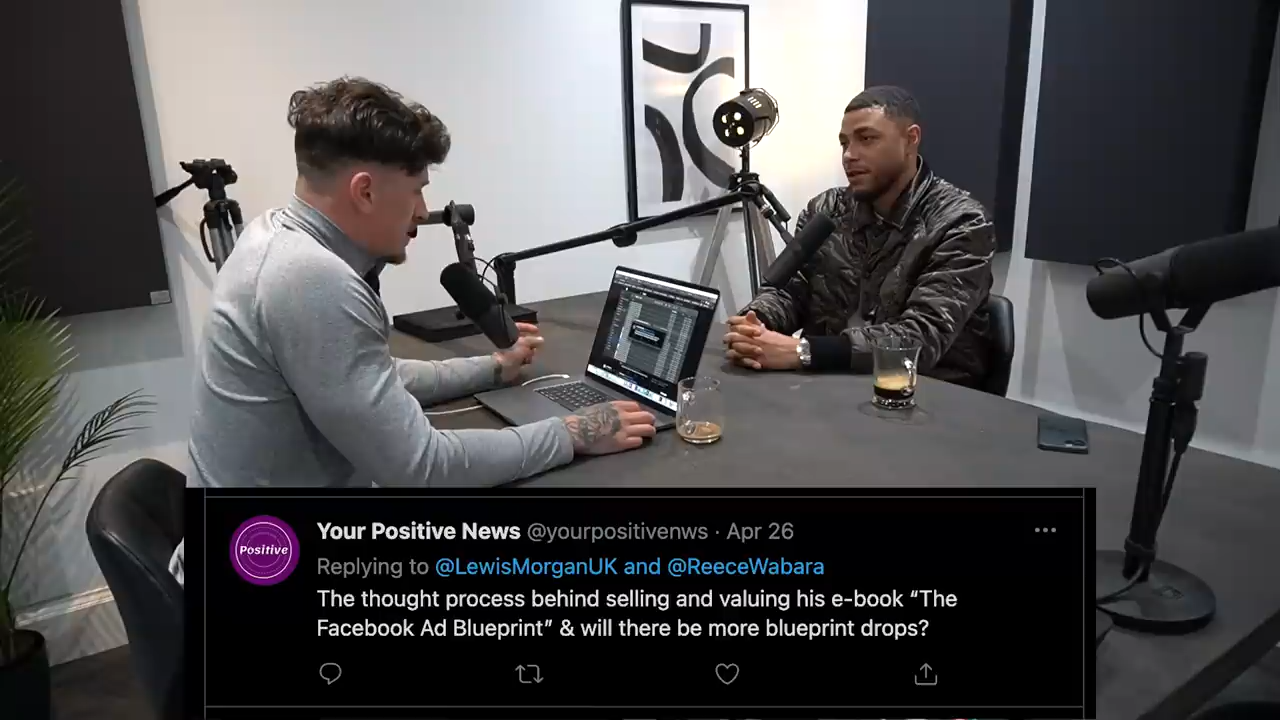 Your Positive News @yourpositivenws · Apr 26
Positive
Replying to @LewisMorganUK and @ReeceWabara
The thought process behind selling and valuing his e-book “The
Facebook Ad Blueprint” & will there be more blueprint drops?